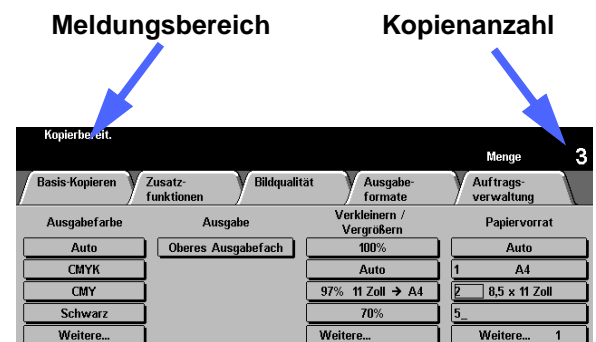 Meldungsbereich Kopienanzahl
Kopierbereit.
Menge 3
Basis-Kopieren Zusatz-funktionen Bildqualität Ausgabe-formate Auftrags-verwaltung
Ausgabefarbe Ausgabe Verkleinern / Vergrößern Papiervorrat
Auto Oberes Ausgabefach 100% Auto
CMYK Auto 1 A4
CMY 97% 11 Zoll → A4 2 8,5 x 11 Zoll
Schwarz 70% 5_
Weitere... Weitere... Weitere... 1